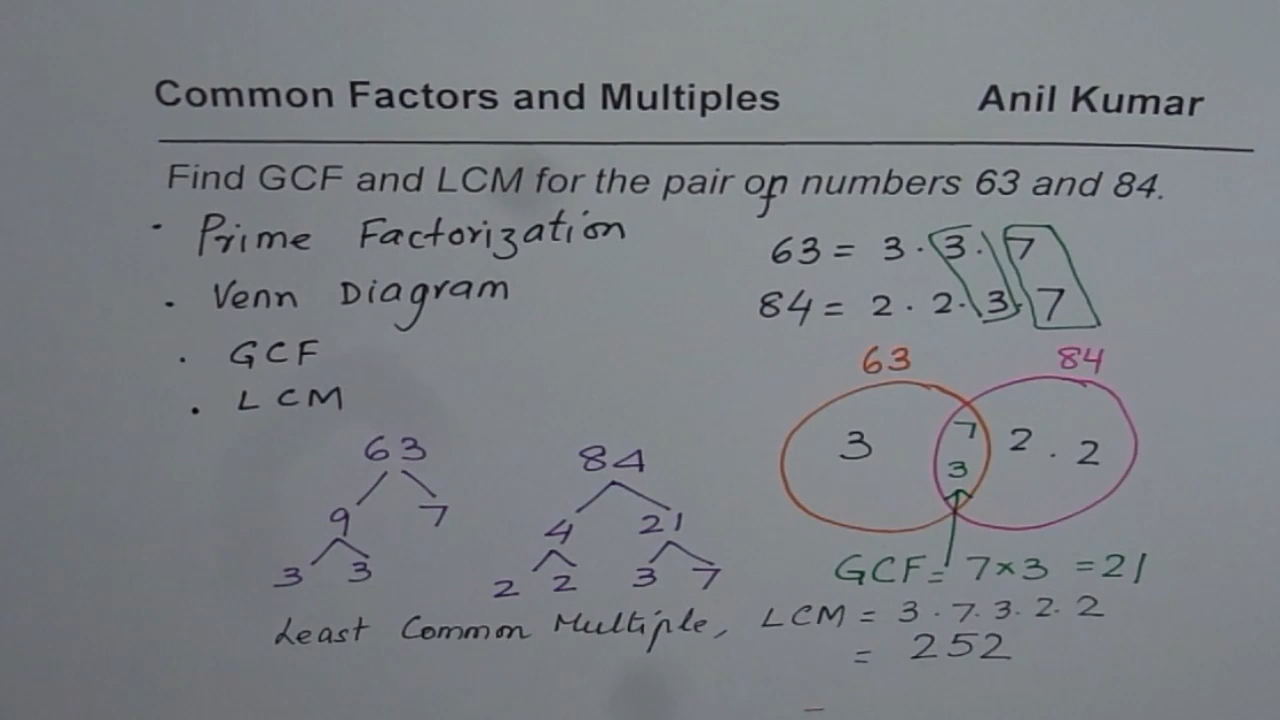 Common Factors and Multiples Anil Kumar
Find GCF and LCM for the pair of numbers 63 and 84.
· Prime Factorization
· Venn Diagram
· GCF
· LCM
63 = 3 · 3 · 7
84 = 2 · 2 · 3 · 7
63 84
3 7 3 2 . 2
63
9 7
3 3
84
4 21
2 2 3 7
GCF = 7×3 = 21
Least Common Multiple, LCM = 3 · 7 . 3 . 2 . 2
= 252